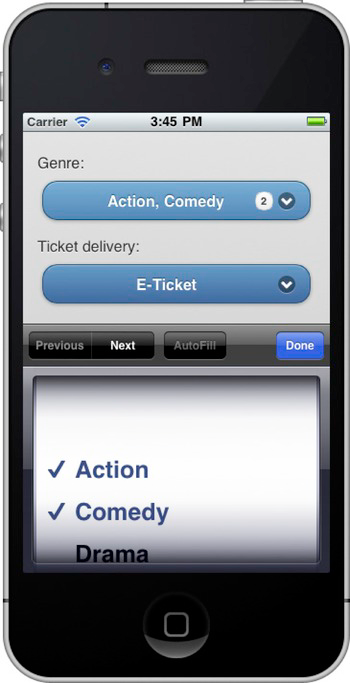 Carrier 3:45 PM
Genre:
Action, Comedy 2
Ticket delivery:
E-Ticket
Previous Next AutoFill Done
✓ Action
✓ Comedy
Drama